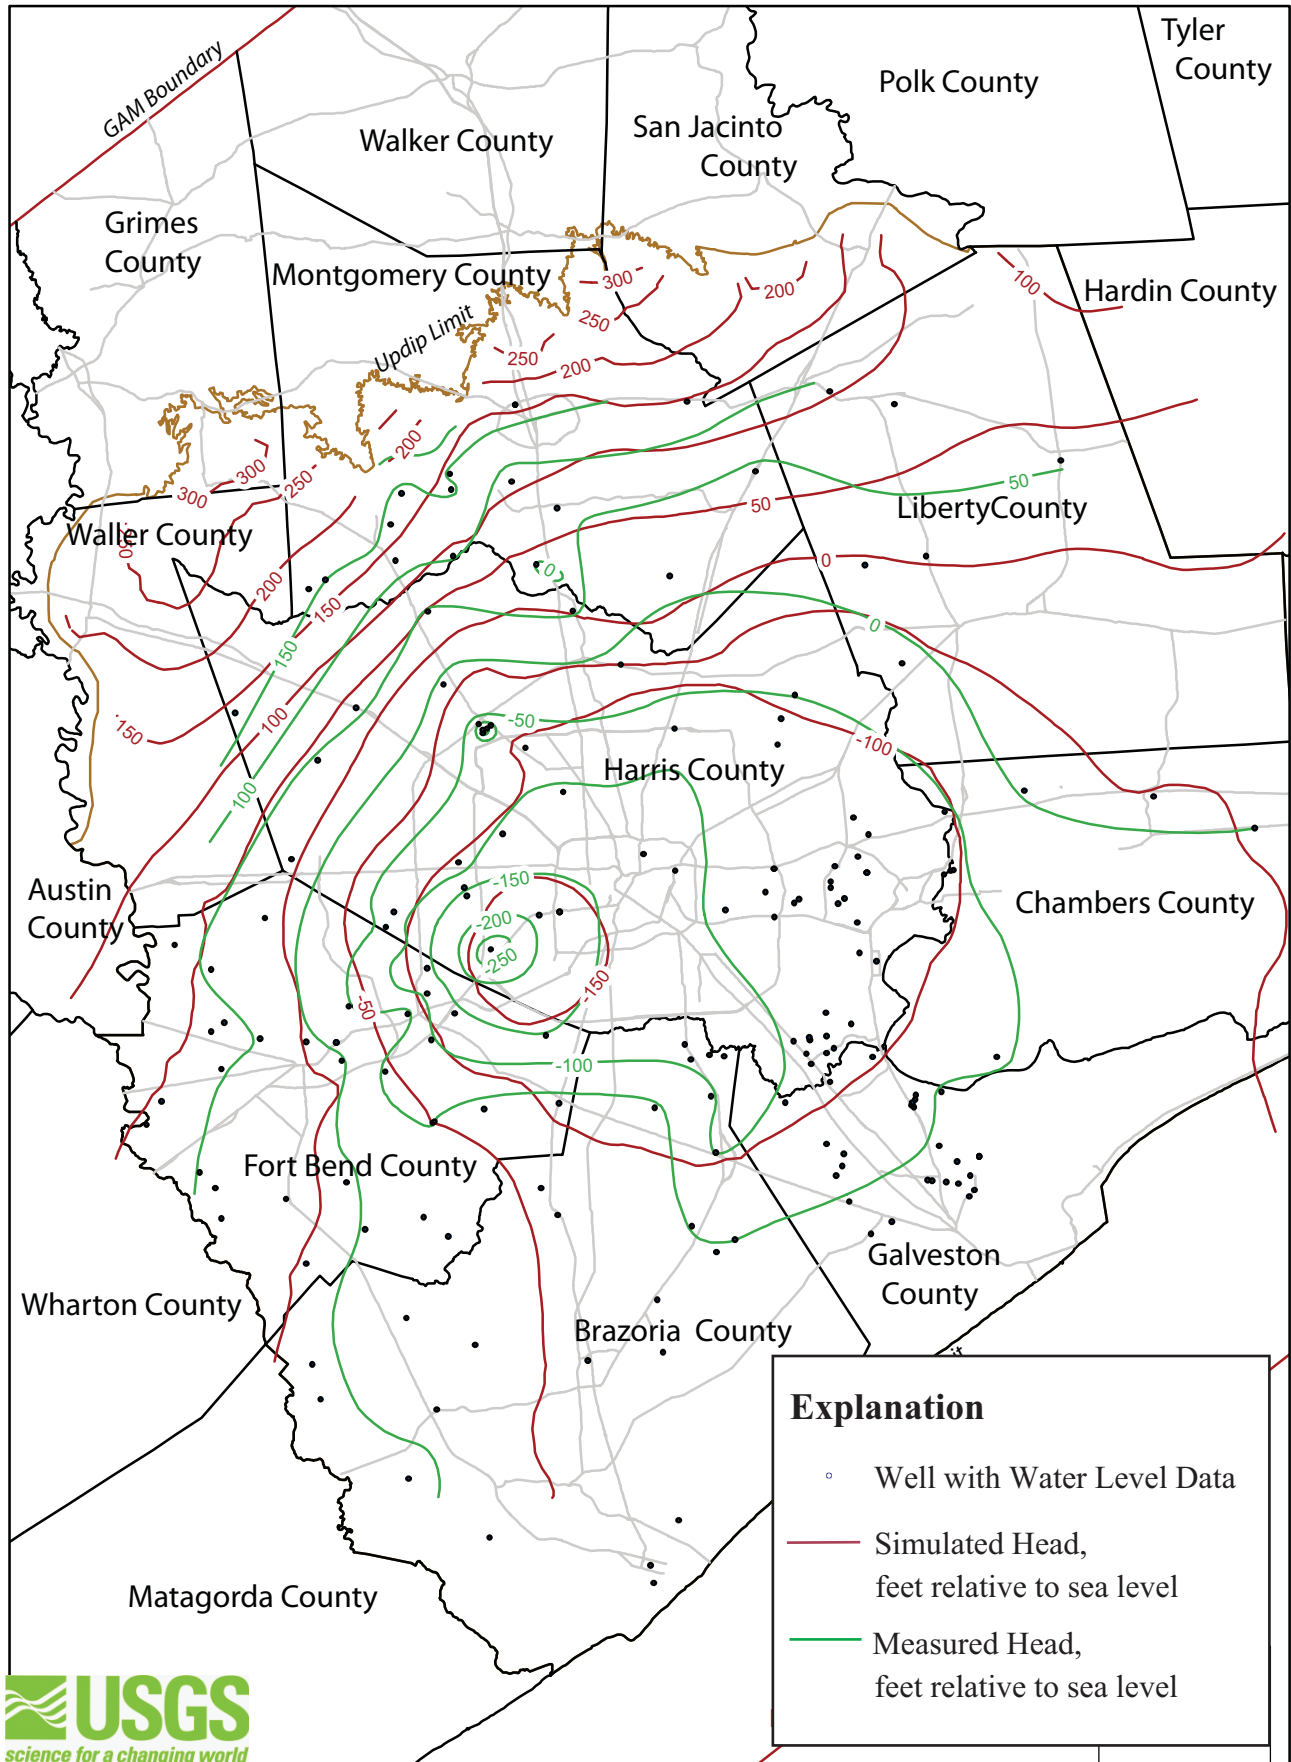 Tyler
County
Polk County
GAM Boundary
Walker County
San Jacinto
County
Grimes
County
Montgomery County
Hardin County
300
200
100
250
Updip Limit
250
200
200
300
250
300
50
50
LibertyCounty
Waller County
250
0
0
200
150
0
150
150
100
-50
-100
Harris County
100
-150
Austin
County
-200
Chambers County
-250
-150
-50
-100
Fort Bend County
Galveston
County
Wharton County
Brazoria County
Explanation
Well with Water Level Data
Simulated Head,
feet relative to sea level
Measured Head,
feet relative to sea level
Matagorda County
USGS
science for a changing world